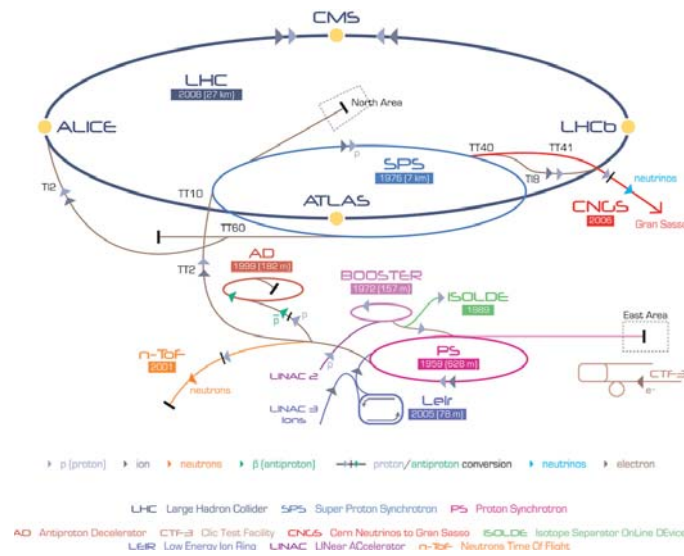 CMS
LHC
2008 (27 km)
North Area
ALICE
LHCb
TT40
TT41
SPS
1976 (7 km)
TI8
neutrinos
TI2
TT10
ATLAS
CNGS
2006
Gran Sasso
TT60
AD
1999 (182 m)
TT2
BOOSTER
1972 (157 m)
ISOLDE
1989
East Area
p
p̄
p
p
n-ToF
2001
PS
1959 (628 m)
neutrons
LINAC 2
CTF-3
e-
LINAC 3
Ions
Leir
2005 (78 m)
p (proton)
ion
neutrons
p̄ (antiproton)
proton/antiproton conversion
neutrinos
electron
LHC Large Hadron Collider
SPS Super Proton Synchrotron
PS Proton Synchrotron
AD Antiproton Decelerator
CTF-3 Clic Test Facility
CNGS Cern Neutrinos to Gran Sasso
ISOLDE Isotope Separator OnLine DEvice
LEIR Low Energy Ion Ring
LINAC LINear ACcelerator
n-ToF Neutrons Time Of Flight